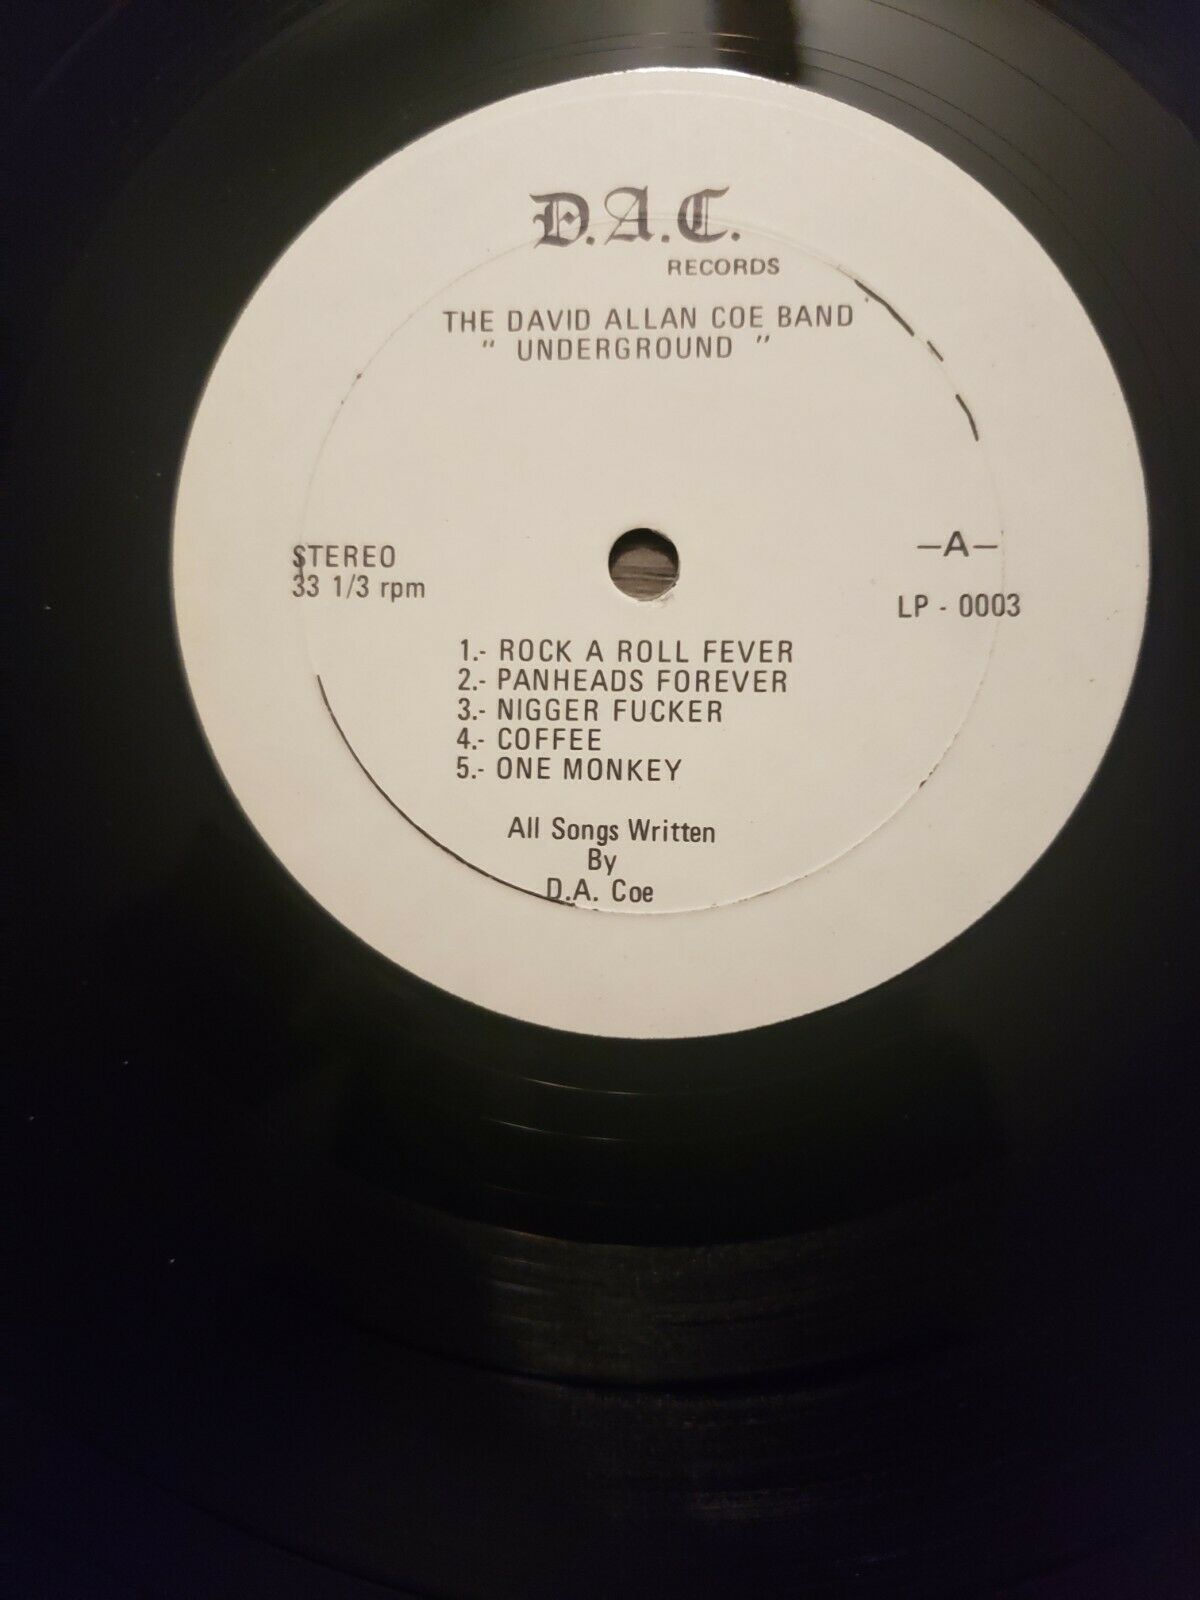 D.A.C.
RECORDS
THE DAVID ALLAN COE BAND
" UNDERGROUND "
STEREO
33 1/3 rpm
—A—
LP - 0003
1.- ROCK A ROLL FEVER
2.- PANHEADS FOREVER
3.- NIGGER FUCKER
4.- COFFEE
5.- ONE MONKEY
All Songs Written
By
D.A. Coe